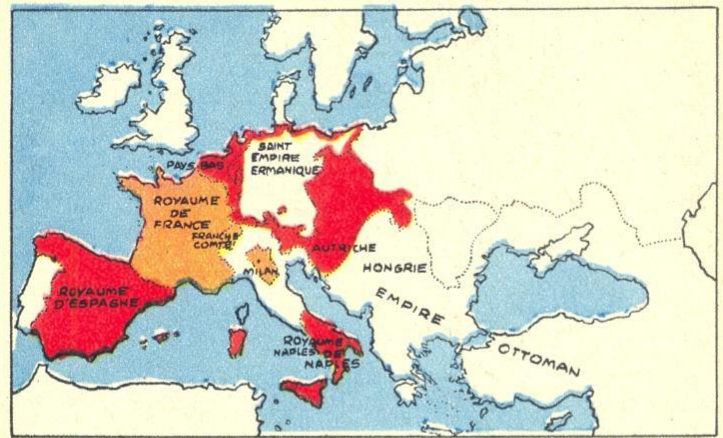 PAYS BAS
SAINT
EMPIRE
ERMANIQUE
ROYAUME
DE
FRANCE
FRANCHE
COMTÉ
AUTRICHE
MILAN
HONGRIE
EMPIRE
OTTOMAN
ROYAUME
D'ESPAGNE
ROYAUME
NAPLES DE
NAPLES